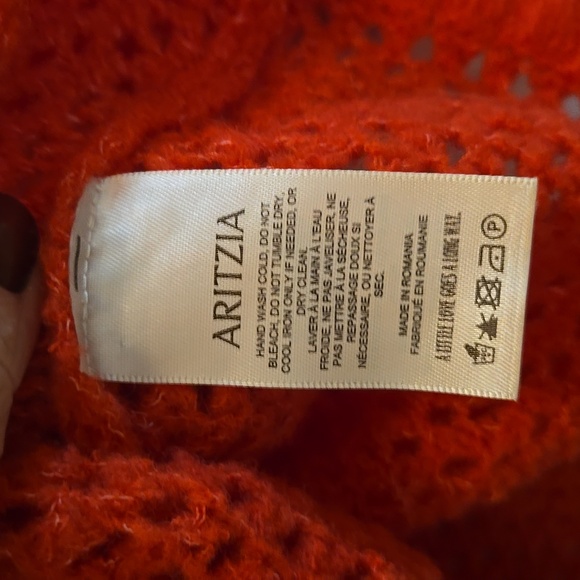 ARITZIA
HAND WASH COLD, DO NOT
BLEACH, DO NOT TUMBLE DRY,
COOL IRON ONLY IF NEEDED, OR
DRY CLEAN.
LAVER À LA MAIN À L'EAU
FROIDE, NE PAS JAVELISER, NE
PAS METTRE À LA SÉCHEUSE,
REPASSAGE DOUX SI
NÉCESSAIRE, OU NETTOYER À
SEC.
MADE IN ROMANIA
FABRIQUÉ EN ROUMANIE
A LITTLE LOVE GOES A LONG WAY.
P